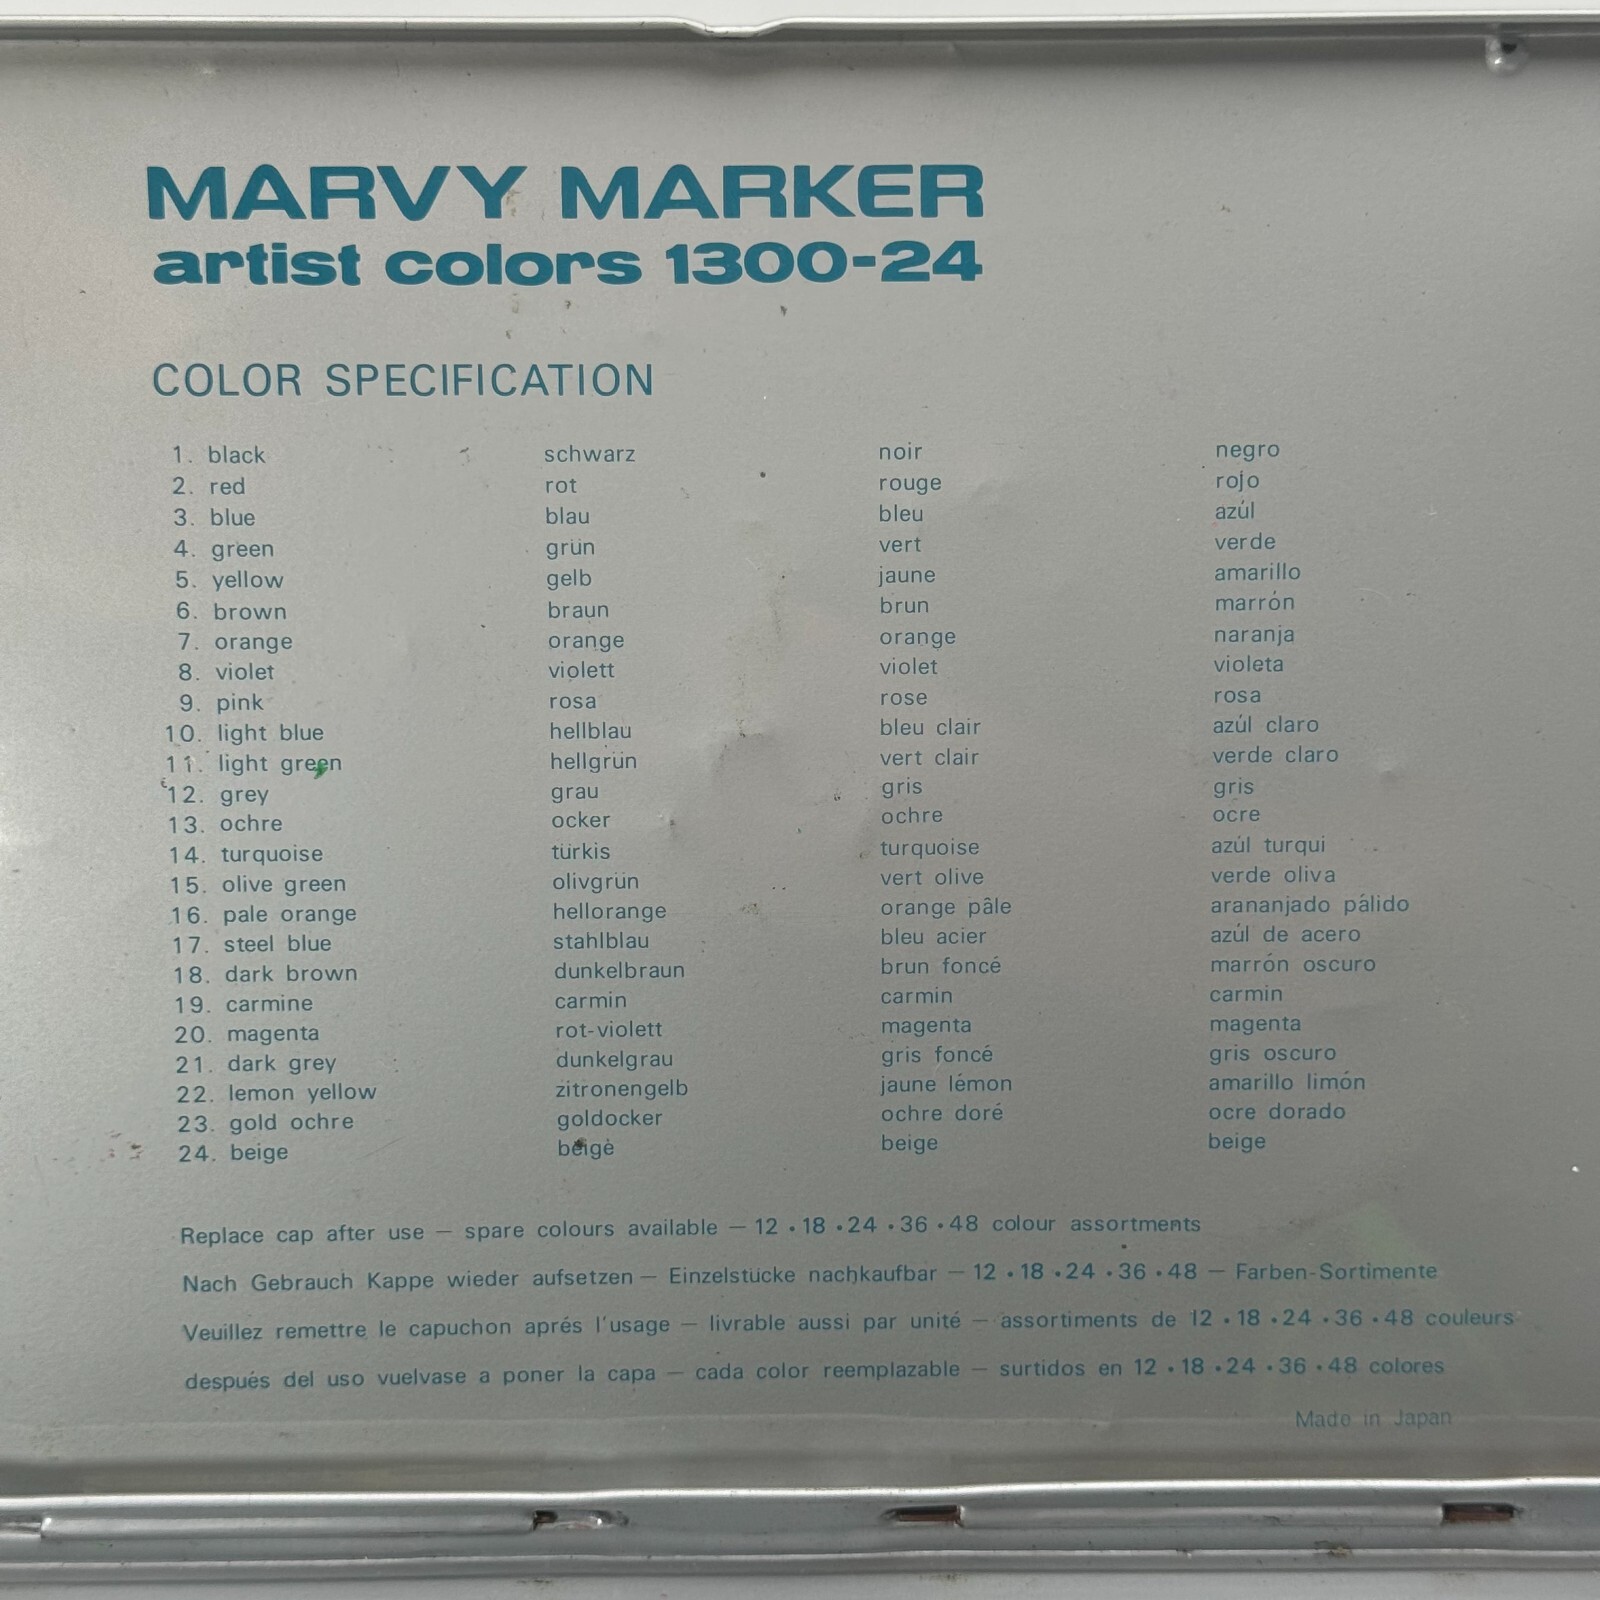 MARVY MARKER
artist colors 1300-24
COLOR SPECIFICATION
1. black schwarz noir negro
2. red rot rouge rojo
3. blue blau bleu azúl
4. green grün vert verde
5. yellow gelb jaune amarillo
6. brown braun brun marrón
7. orange orange orange naranja
8. violet violett violet violeta
9. pink rosa rose rosa
10. light blue hellblau bleu clair azúl claro
11. light green hellgrün vert clair verde claro
12. grey grau gris gris
13. ochre ocker ochre ocre
14. turquoise türkis turquoise azúl turqui
15. olive green olivgrün vert olive verde oliva
16. pale orange hellorange orange pâle arananjado pálido
17. steel blue stahlblau bleu acier azúl de acero
18. dark brown dunkelbraun brun foncé marrón oscuro
19. carmine carmin carmin carmin
20. magenta rot-violett magenta magenta
21. dark grey dunkelgrau gris foncé gris oscuro
22. lemon yellow zitronengelb jaune lémon amarillo limón
23. gold ochre goldocker ochre doré ocre dorado
24. beige beige beige beige
Replace cap after use — spare colours available — 12 • 18 • 24 • 36 • 48 colour assortments
Nach Gebrauch Kappe wieder aufsetzen — Einzelstücke nachkaufbar — 12 • 18 • 24 • 36 • 48 — Farben-Sortimente
Veuillez remettre le capuchon aprés l'usage — livrable aussi par unité — assortiments de 12 • 18 • 24 • 36 • 48 couleurs
después del uso vuelvase a poner la capa — cada color reemplazable — surtidos en 12 • 18 • 24 • 36 • 48 colores
Made in Japan